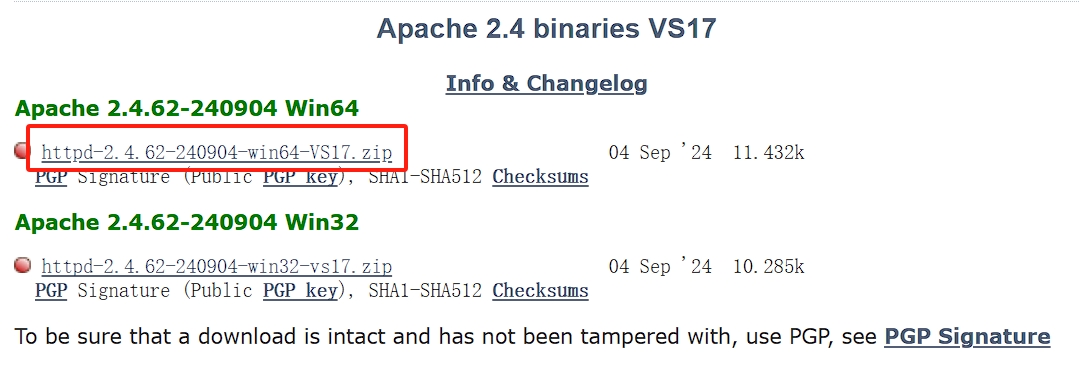 Apache 2.4 binaries VS17
Info & Changelog
Apache 2.4.62-240904 Win64
httpd-2.4.62-240904-win64-VS17.zip 04 Sep '24 11.432k
PGP Signature (Public PGP key), SHA1-SHA512 Checksums
Apache 2.4.62-240904 Win32
httpd-2.4.62-240904-win32-vs17.zip 04 Sep '24 10.285k
PGP Signature (Public PGP key), SHA1-SHA512 Checksums
To be sure that a download is intact and has not been tampered with, use PGP, see PGP Signature